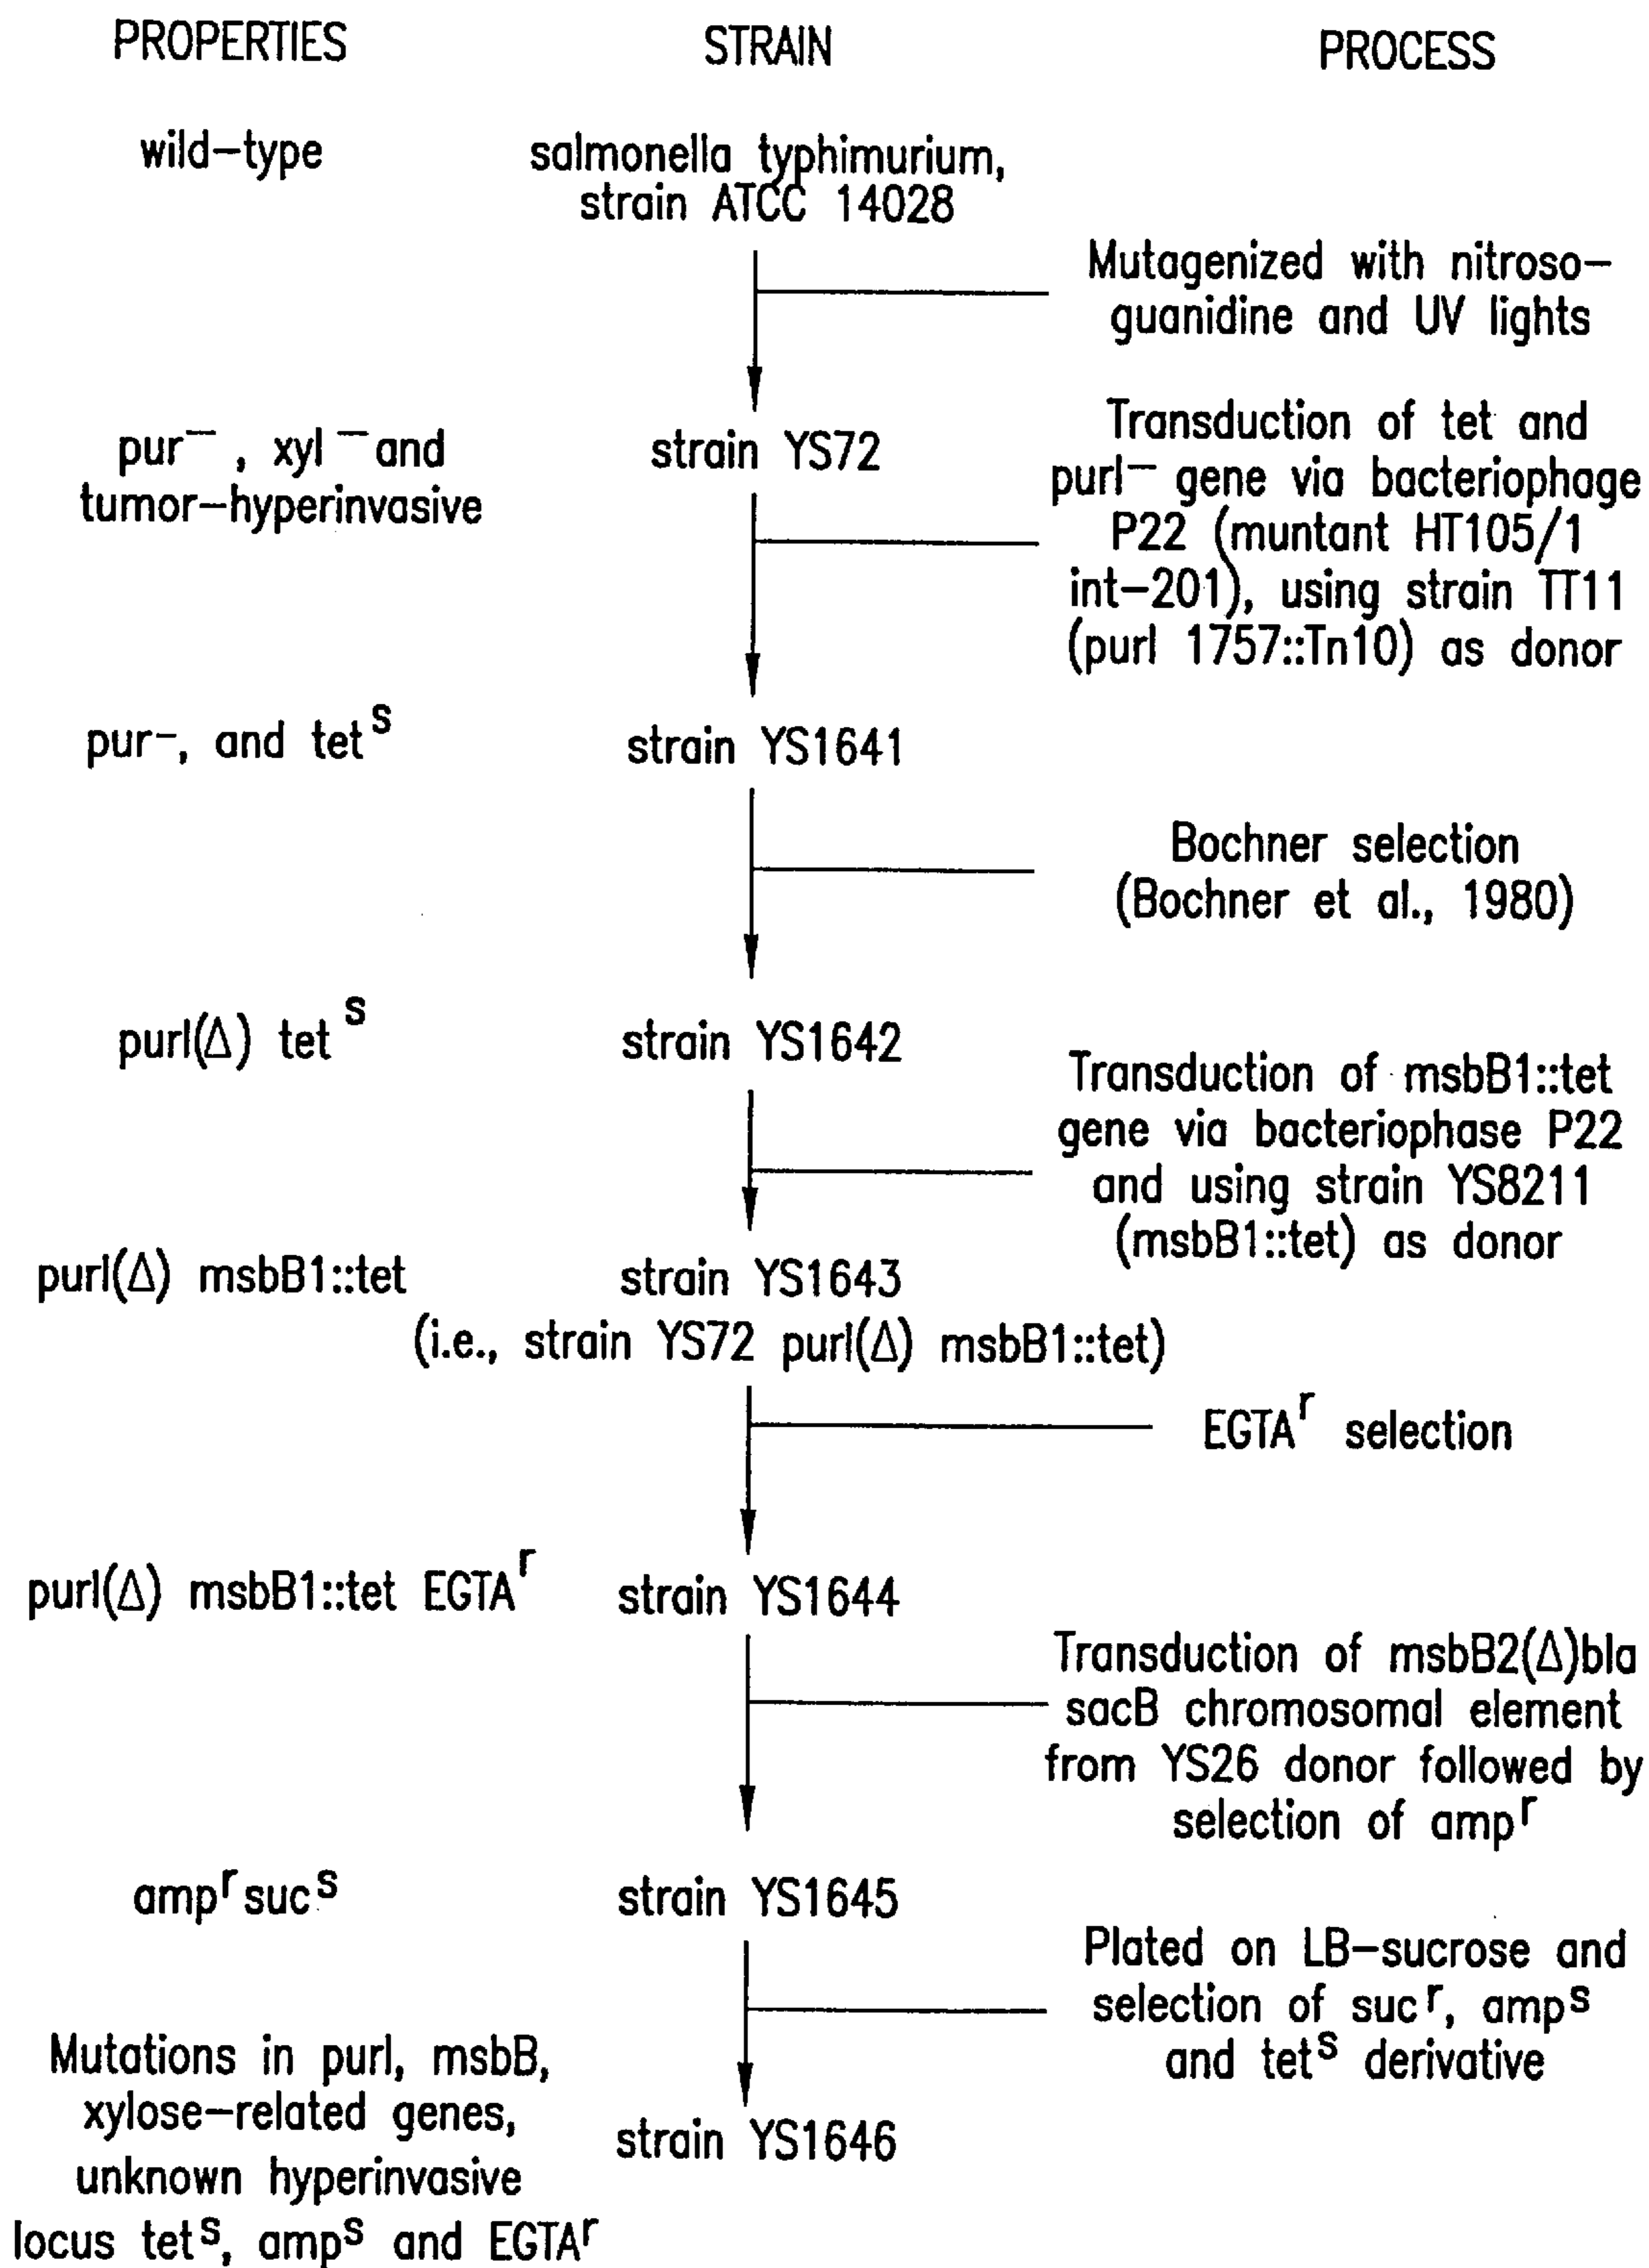 PROPERTIES
STRAIN
PROCESS
wild-type
salmonella typhimurium,
strain ATCC 14028
Mutagenized with nitroso-
guanidine and UV lights
pur⁻, xyl⁻ and
tumor-hyperinvasive
strain YS72
Transduction of tet and
purI⁻ gene via bacteriophage
P22 (muntant HT105/1
int-201), using strain TT11
(purI 1757::Tn10) as donor
pur-, and tetˢ
strain YS1641
Bochner selection
(Bochner et al., 1980)
purI(Δ) tetˢ
strain YS1642
Transduction of msbB1::tet
gene via bacteriophase P22
and using strain YS8211
(msbB1::tet) as donor
purI(Δ) msbB1::tet
strain YS1643
(i.e., strain YS72 purI(Δ) msbB1::tet)
EGTAʳ selection
purI(Δ) msbB1::tet EGTAʳ
strain YS1644
Transduction of msbB2(Δ)bla
sacB chromosomal element
from YS26 donor followed by
selection of ampʳ
ampʳ sucˢ
strain YS1645
Plated on LB-sucrose and
selection of sucʳ, ampˢ
and tetˢ derivative
Mutations in purI, msbB,
xylose-related genes,
unknown hyperinvasive
locus tetˢ, ampˢ and EGTAʳ
strain YS1646